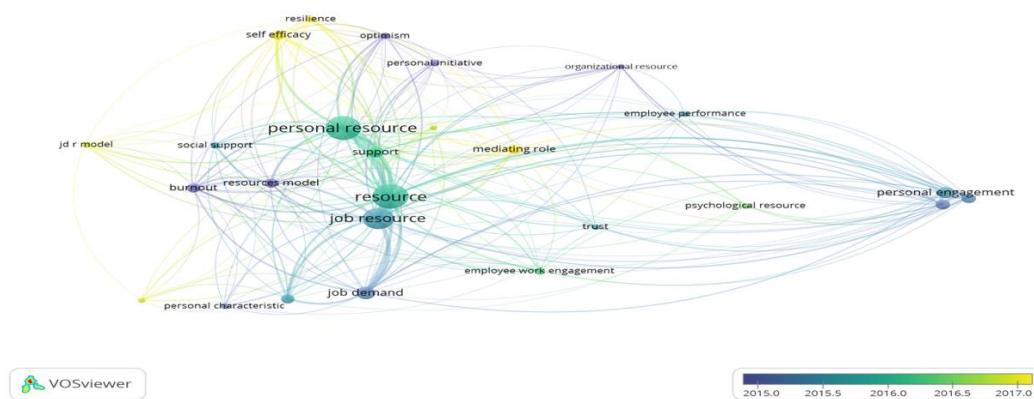 resilience
self efficacy
optimism
personal initiative
organizational resource
employee performance
personal resource
jd r model
social support
support
mediating role
burnout
resources model
resource
personal engagement
psychological resource
job resource
trust
employee work engagement
job demand
personal characteristic
VOSviewer
2015.0 2015.5 2016.0 2016.5 2017.0